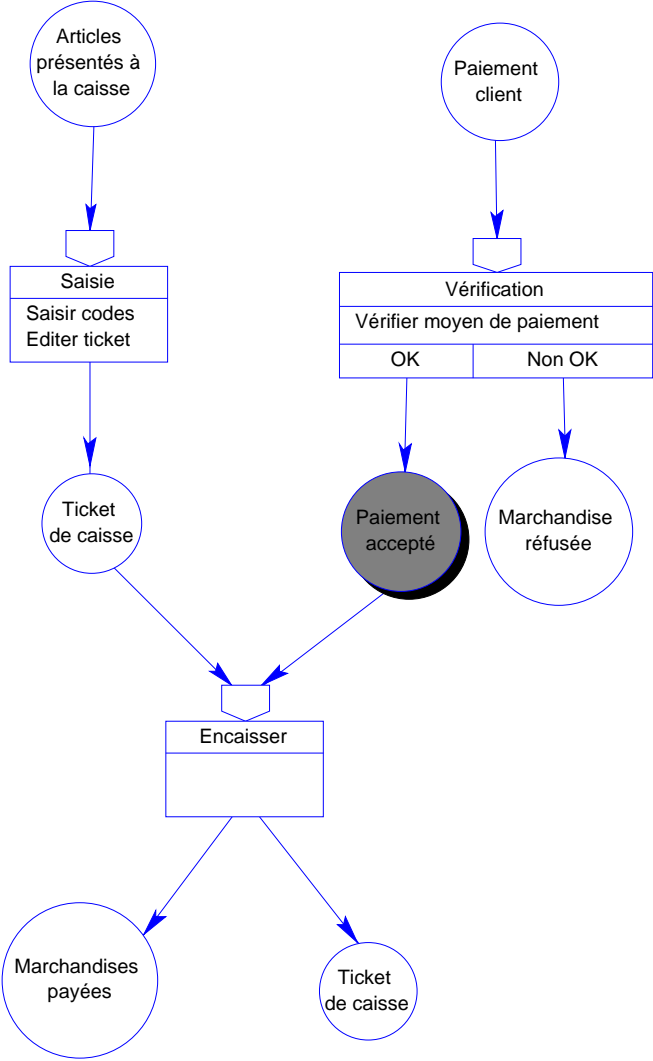 Articles
présentés à
la caisse
Paiement
client
Saisie
Saisir codes
Editer ticket
Vérification
Vérifier moyen de paiement
OK
Non OK
Ticket
de caisse
Paiement
accepté
Marchandise
réfusée
Encaisser
Marchandises
payées
Ticket
de caisse